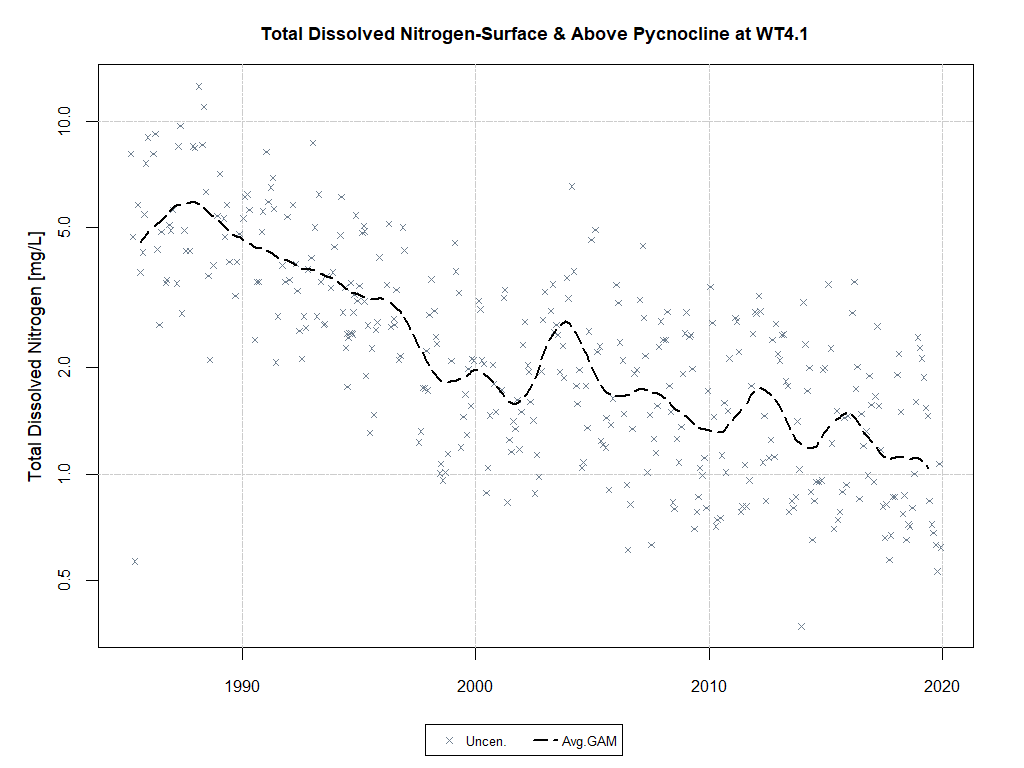 Total Dissolved Nitrogen-Surface & Above Pycnocline at WT4.1
Total Dissolved Nitrogen [mg/L]
10.0
5.0
2.0
1.0
0.5
1990 2000 2010 2020
Uncen. Avg.GAM